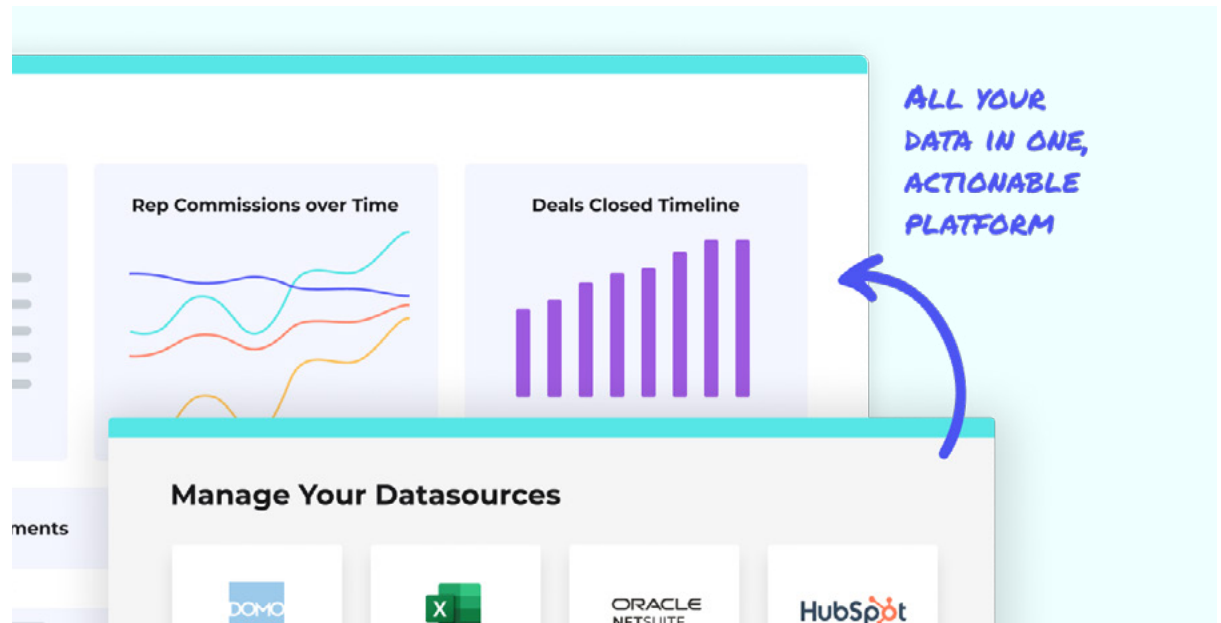 ALL YOUR
DATA IN ONE,
ACTIONABLE
PLATFORM
Rep Commissions over Time
Deals Closed Timeline
Manage Your Datasources
ments
DOMO
X
ORACLE
NETSUITE
HubSpot